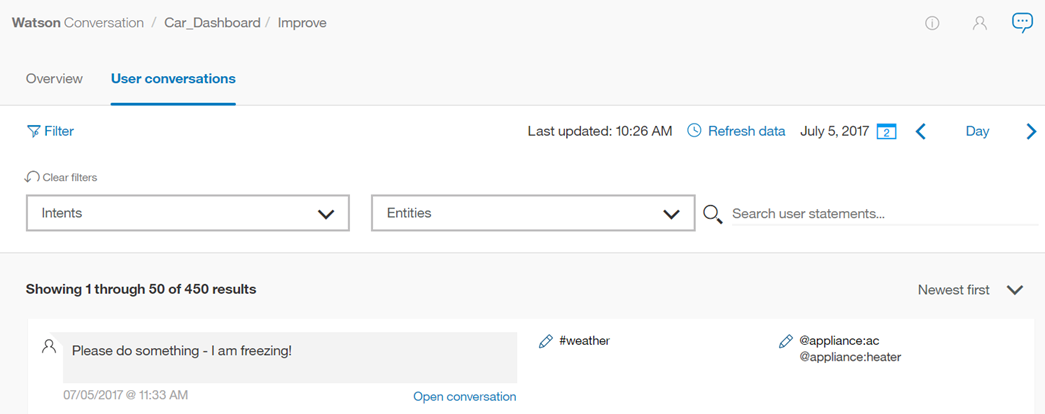 Watson Conversation / Car_Dashboard / Improve
Overview User conversations
Filter Last updated: 10:26 AM Refresh data July 5, 2017 2 Day
Clear filters
Intents Entities Search user statements...
Showing 1 through 50 of 450 results Newest first
Please do something - I am freezing! #weather @appliance:ac
@appliance:heater
07/05/2017 @ 11:33 AM Open conversation